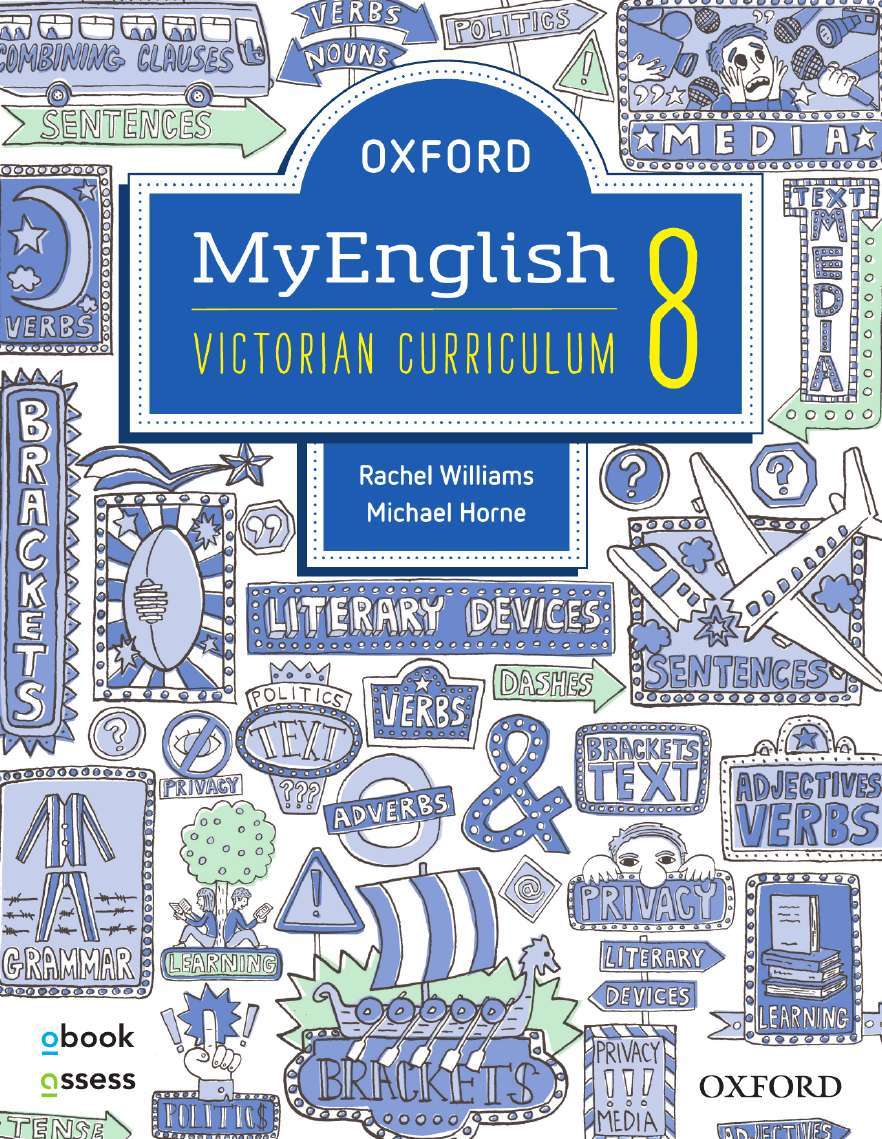 COMBINING CLAUSES
SENTENCES
VERBS
NOUNS
POLITICS
!
MEDIA
OXFORD
MyEnglish 8
VICTORIAN CURRICULUM
Rachel Williams
Michael Horne
VERBS
TEXT
MEDIA
BRACKETS
?
?
”
LITERARY DEVICES
SENTENCES
DASHES
POLITICS
TEXT
???
VERBS
?
PRIVACY
ADVERBS
&
BRACKETS
TEXT
ADJECTIVES
VERBS
GRAMMAR
LEARNING
!
@
PRIVACY
LITERARY
DEVICES
LEARNING
! !
POLITICS
BRACKETS
PRIVACY
!!!
MEDIA
obook
assess
OXFORD
TENSE
ADJECTIVES